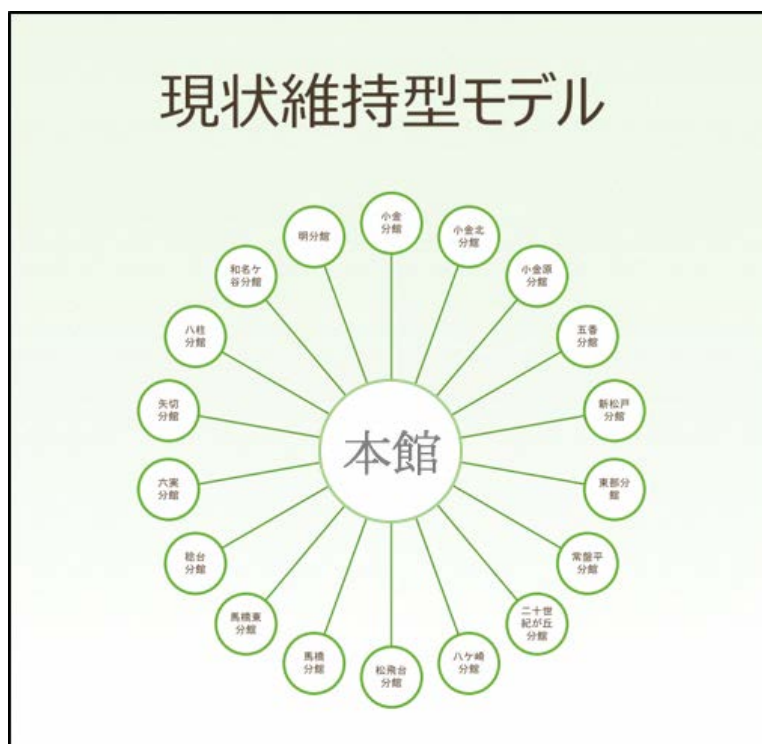 現状維持型モデル
小金
分館
小金北
分館
小金原
分館
五香
分館
新松戸
分館
東部分
館
常盤平
分館
二十世
紀が丘
分館
八ケ崎
分館
松飛台
分館
馬橋
分館
馬橋東
分館
稔台
分館
六実
分館
矢切
分館
八柱
分館
和名ケ
谷分館
明分館
本館